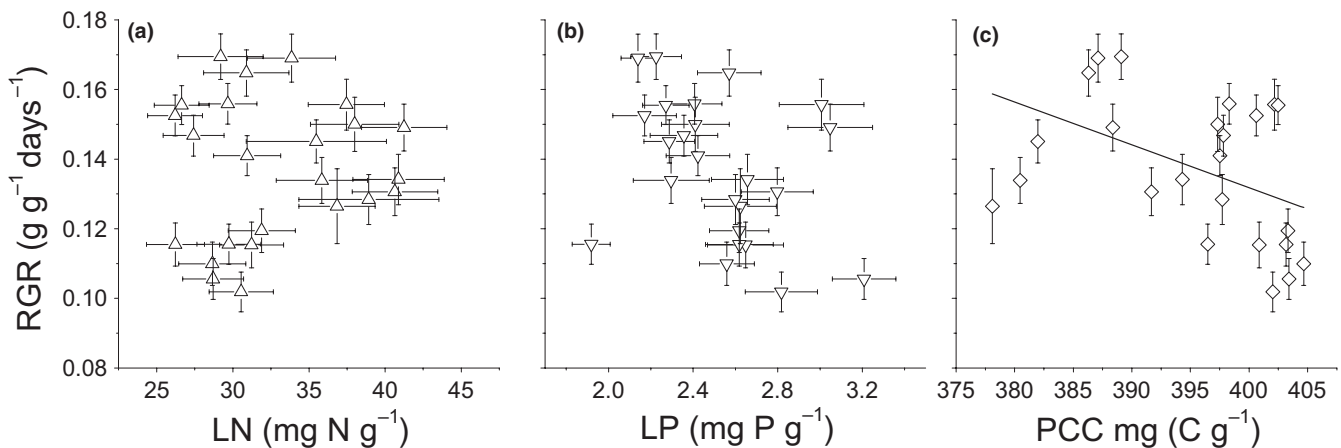 (a) (b) (c)
0.18
0.16
0.14
0.12
0.10
0.08
RGR (g g⁻¹ days⁻¹)
25 30 35 40 45 2.0 2.4 2.8 3.2 3.6 375 380 385 390 395 400 405
LN (mg N g⁻¹) LP (mg P g⁻¹) PCC mg (C g⁻¹)